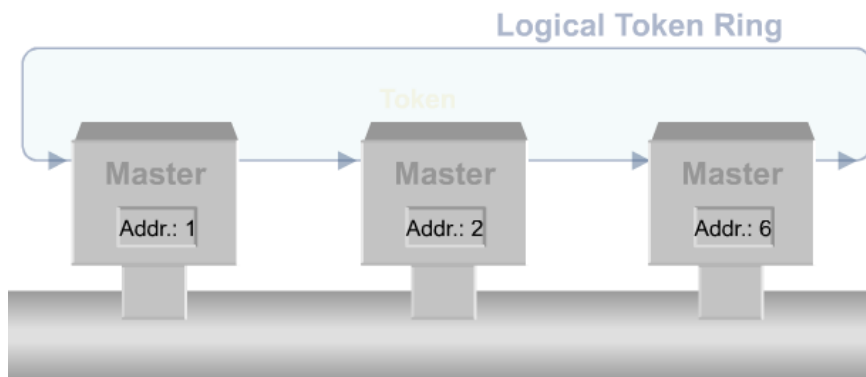 Logical Token Ring
Token
Master
Master
Master
Addr.: 1
Addr.: 2
Addr.: 6